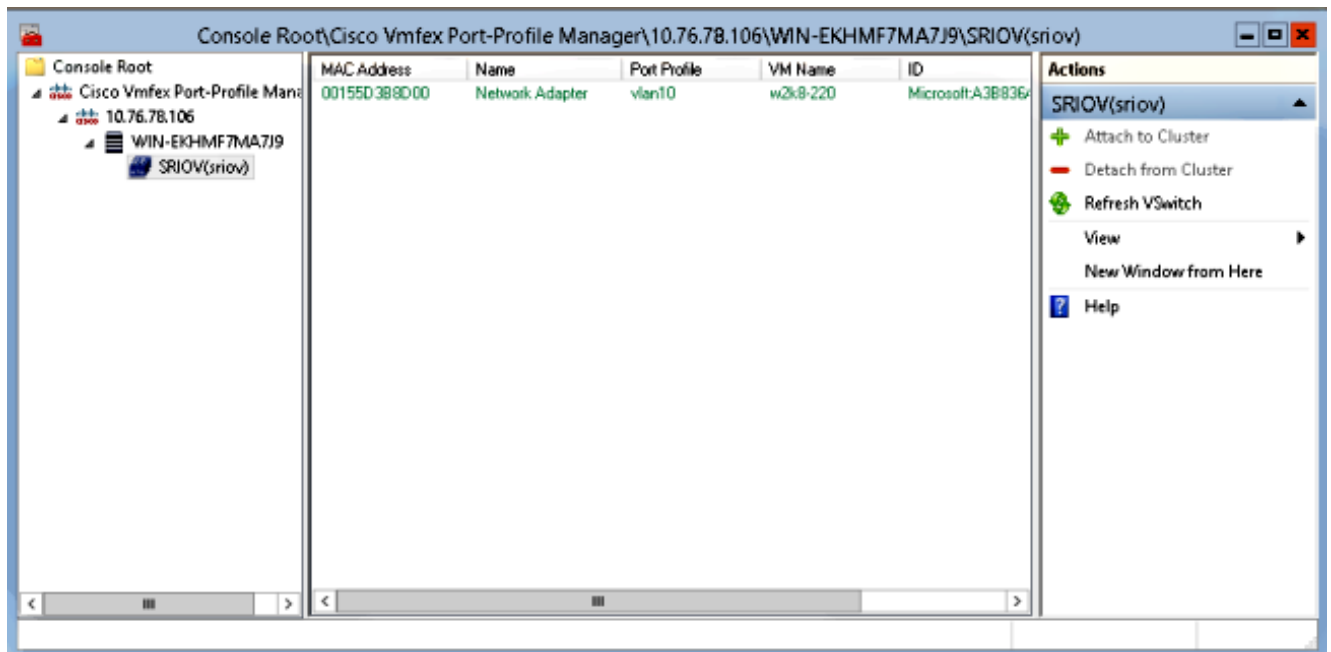 Console Root\Cisco Vmfex Port-Profile Manager\10.76.78.106\WIN-EKHMF7MA7J9\SRIOV(sriov)
Console Root
Cisco Vmfex Port-Profile Mana
10.76.78.106
WIN-EKHMF7MA7J9
SRIOV(sriov)
MAC Address Name Port Profile VM Name ID
00155D3B8D00 Network Adapter vlan10 w2k8-220 Microsoft:A3B836A
Actions
SRIOV(sriov)
Attach to Cluster
Detach from Cluster
Refresh VSwitch
View
New Window from Here
Help